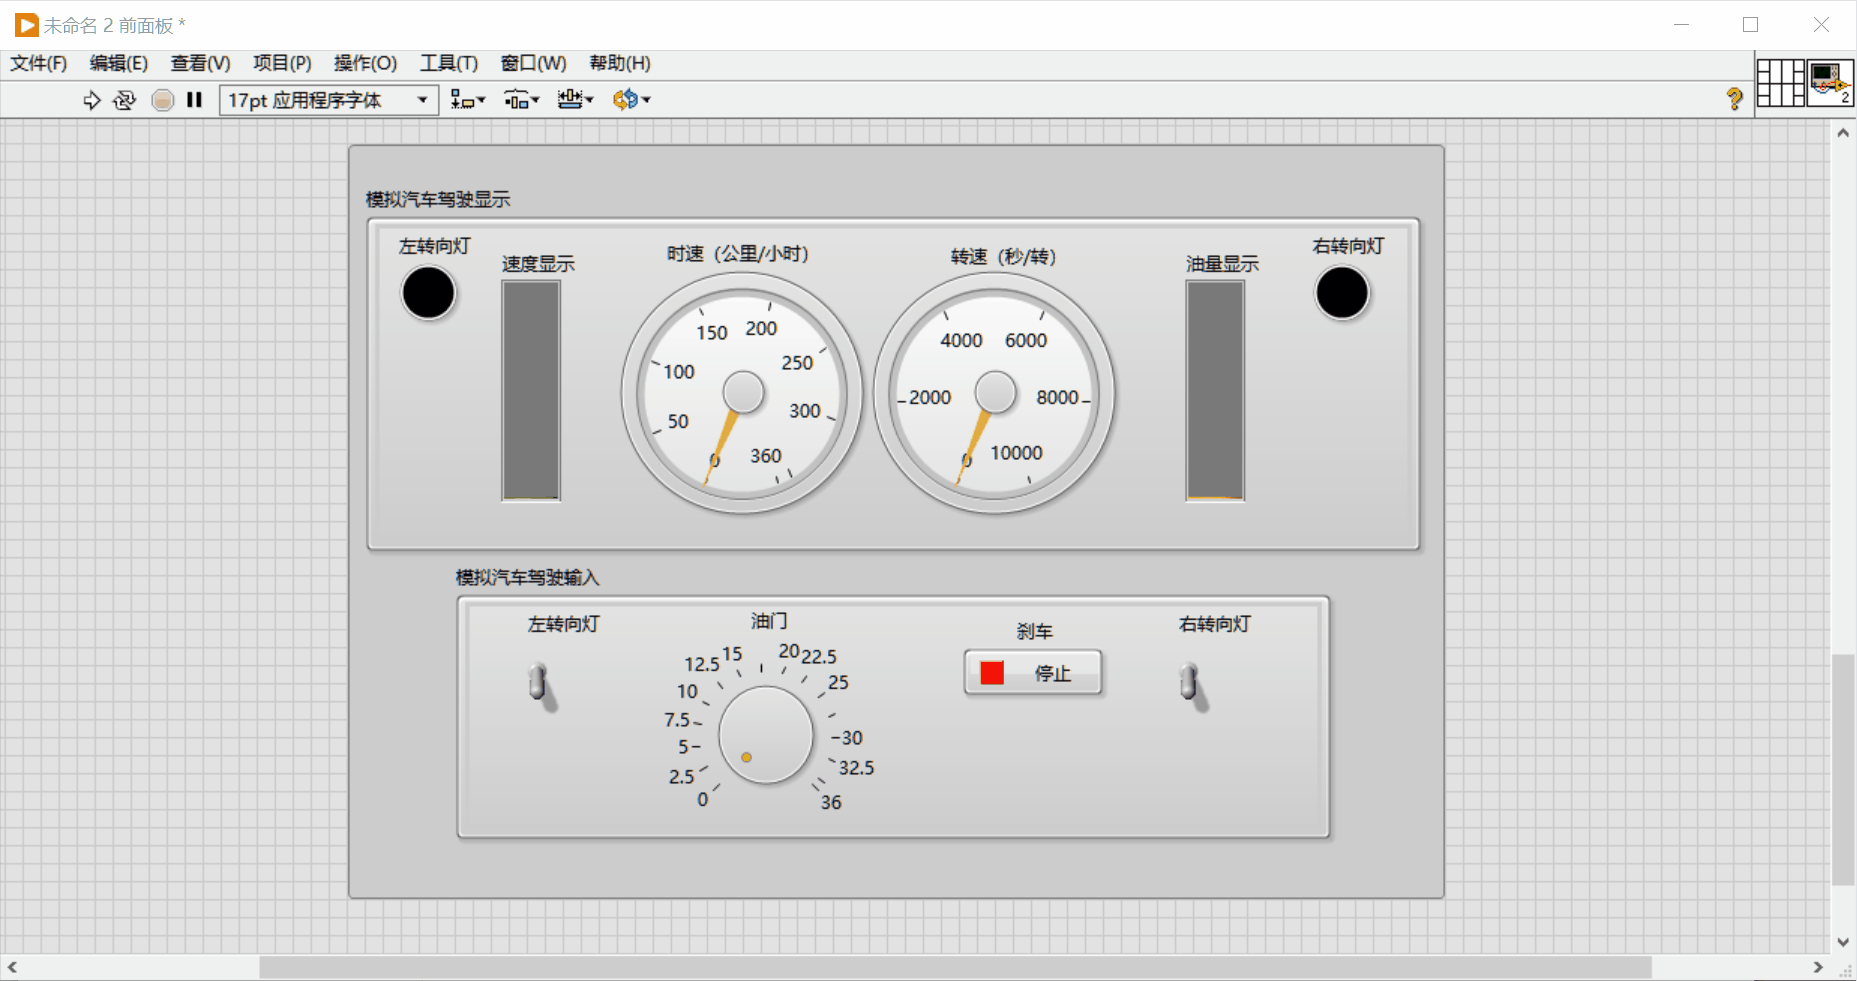 未命名 2 前面板 *
文件(F) 编辑(E) 查看(V) 项目(P) 操作(O) 工具(T) 窗口(W) 帮助(H)
17pt 应用程序字体
?
2
模拟汽车驾驶显示
左转向灯
速度显示
时速（公里/小时）
0
50
100
150
200
250
300
360
转速（秒/转）
0
2000
4000
6000
8000
10000
油量显示
右转向灯
模拟汽车驾驶输入
左转向灯
油门
0
2.5
5
7.5
10
12.5
15
20
22.5
25
30
32.5
36
刹车
停止
右转向灯